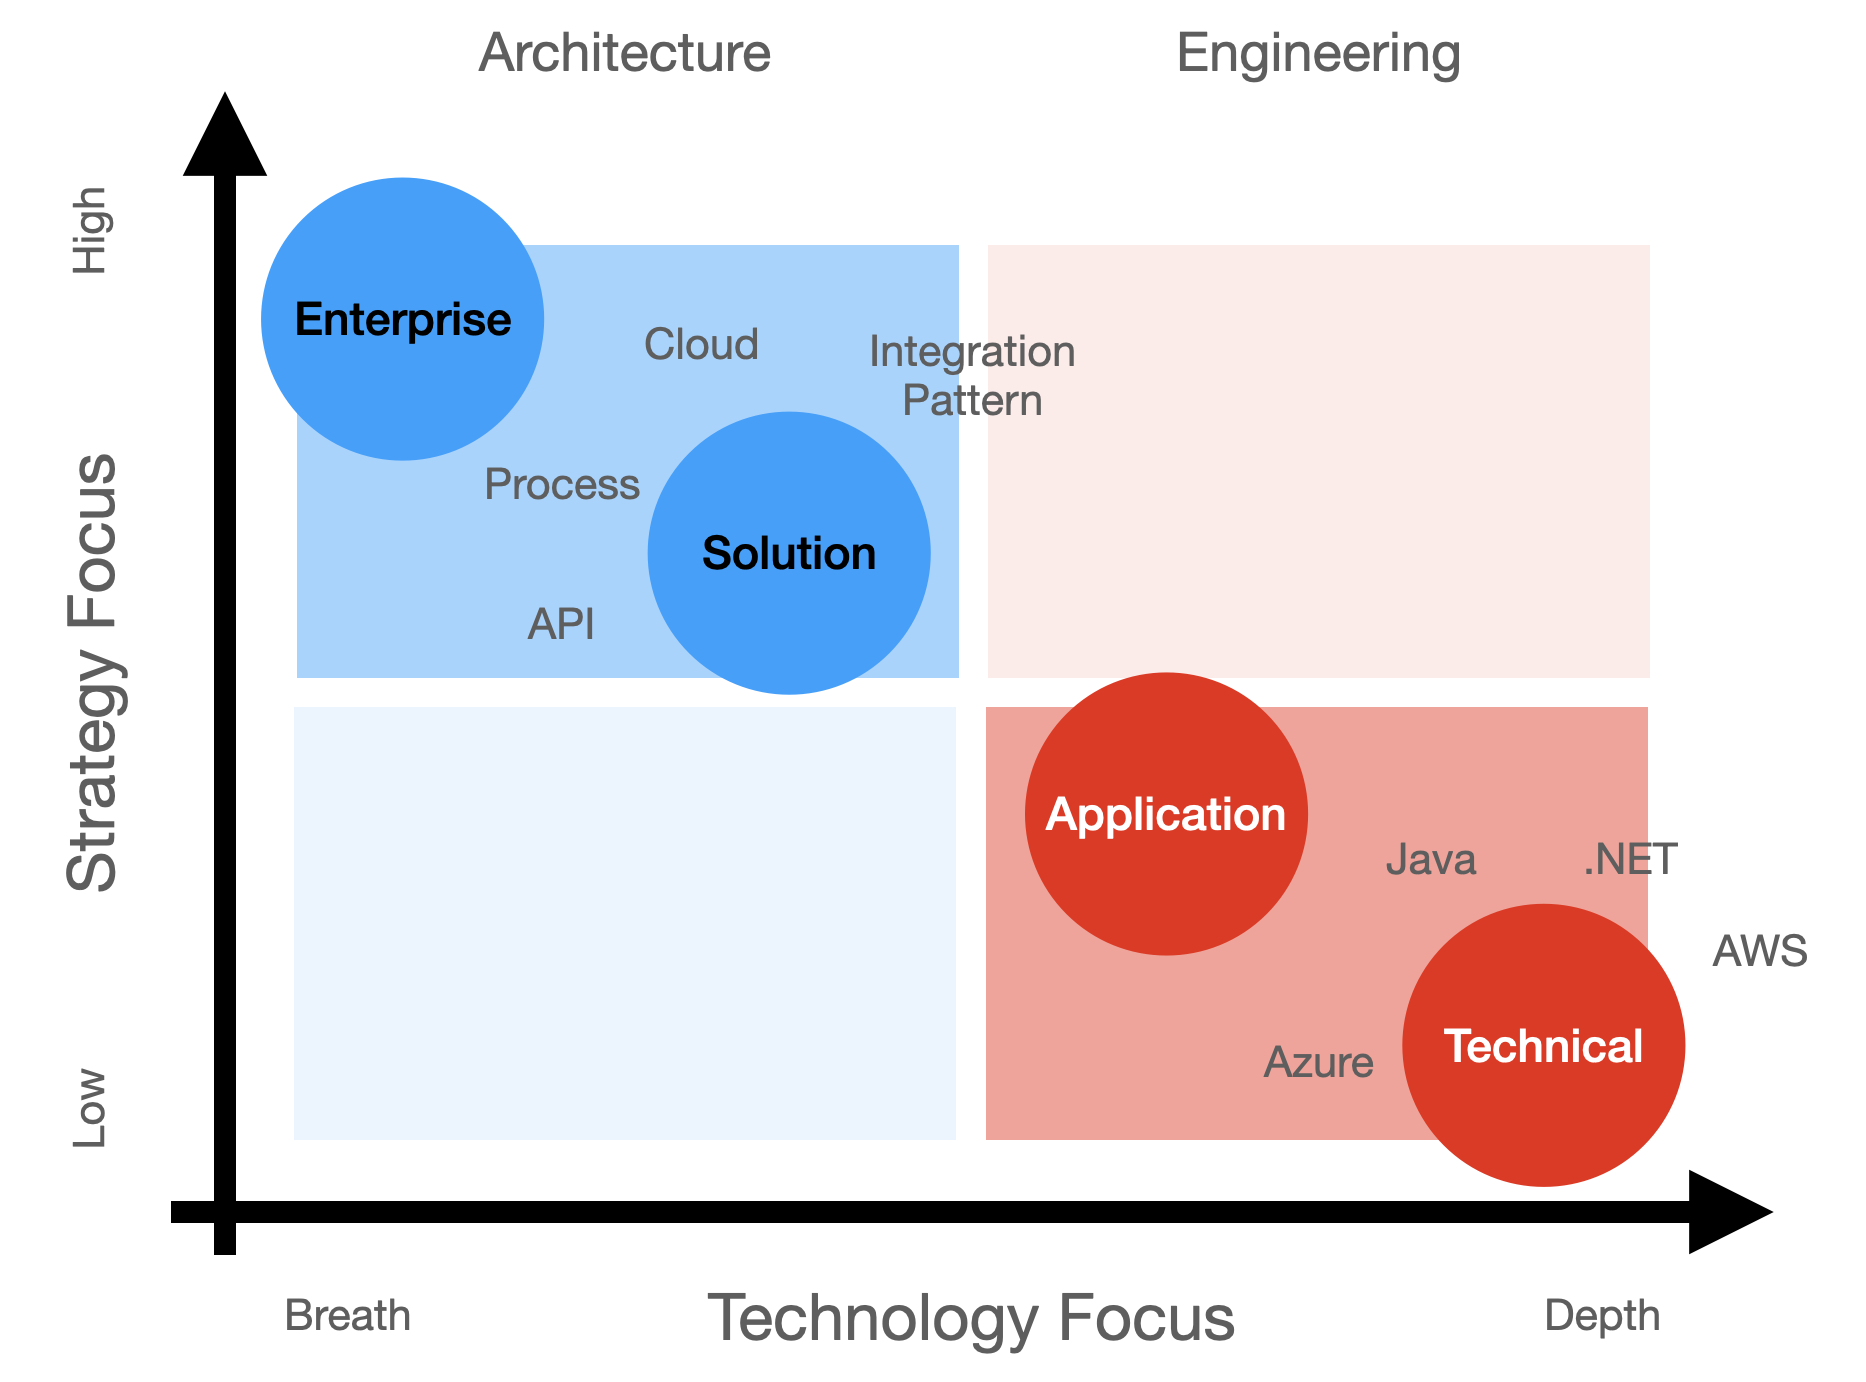 Architecture
Engineering
High
Enterprise
Cloud
Integration
Pattern
Process
Solution
API
Strategy Focus
Application
Java
.NET
AWS
Technical
Azure
Low
Breath
Technology Focus
Depth